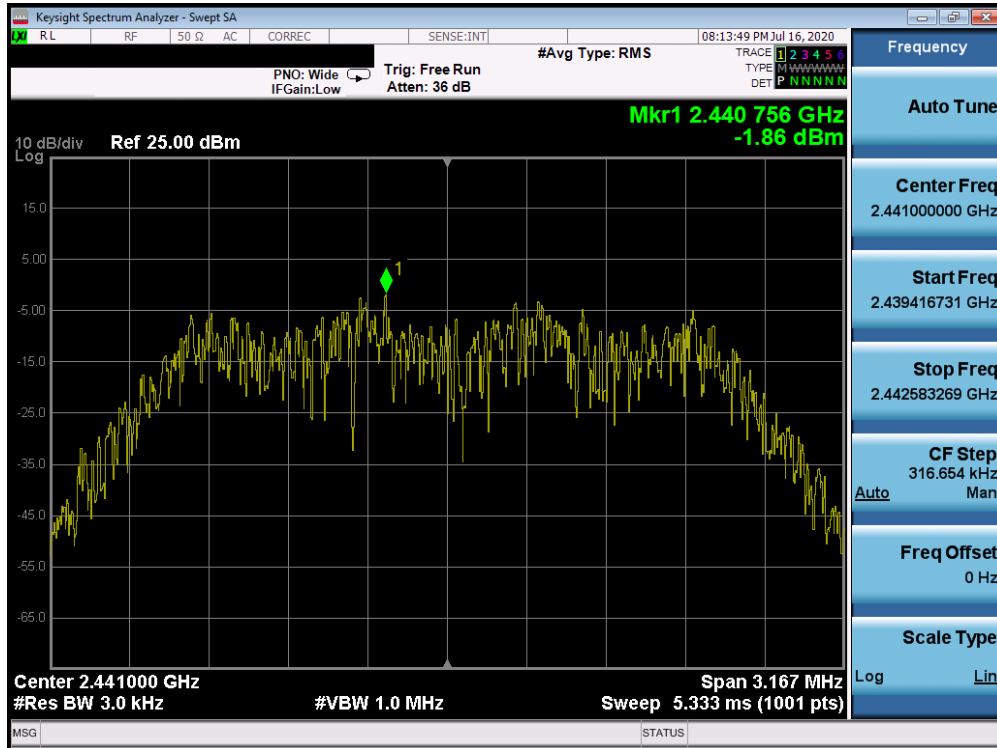 Keysight Spectrum Analyzer - Swept SA
LXI RL RF 50 Ω AC CORREC SENSE:INT 08:13:49 PM Jul 16, 2020
#Avg Type: RMS
TRACE 1 2 3 4 5 6
PNO: Wide Trig: Free Run
TYPE M WWWWW
IFGain:Low Atten: 36 dB
DET P N N N N N
Mkr1 2.440 756 GHz
-1.86 dBm
10 dB/div Ref 25.00 dBm
Log
15.0
5.00
1
-5.00
-15.0
-25.0
-35.0
-45.0
-55.0
-65.0
Center 2.441000 GHz Span 3.167 MHz
#Res BW 3.0 kHz #VBW 1.0 MHz Sweep 5.333 ms (1001 pts)
MSG STATUS
Frequency
Auto Tune
Center Freq
2.441000000 GHz
Start Freq
2.439416731 GHz
Stop Freq
2.442583269 GHz
CF Step
316.654 kHz
Auto Man
Freq Offset
0 Hz
Scale Type
Log Lin